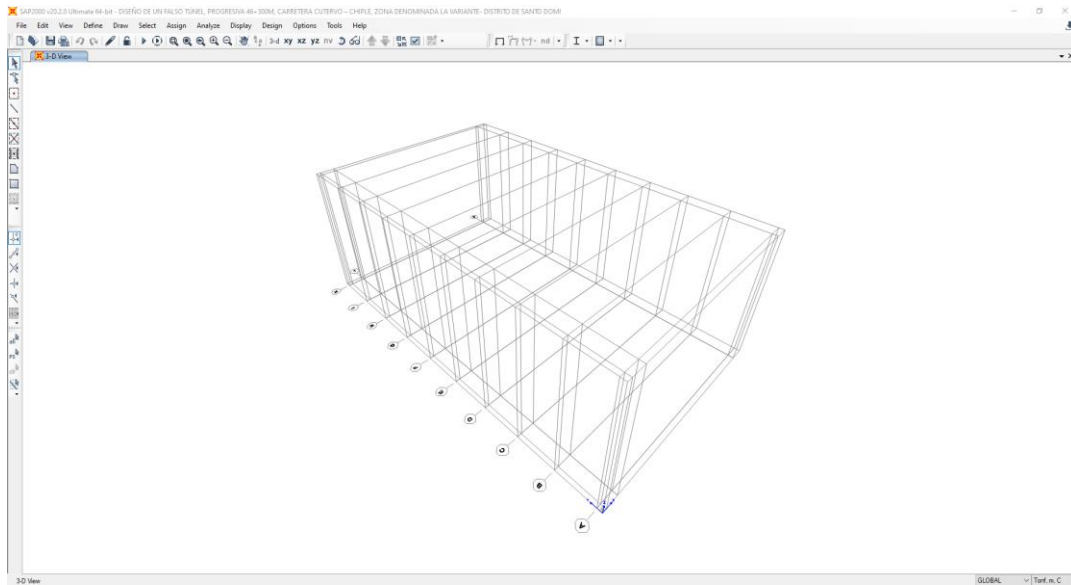 SAP2000 v20.2.0 Ultimate 64-bit - DISEÑO DE UN FALSO TÚNEL, PROGRESIVA 46+300M, CARRETERA CUTERVO – CHIPLE, ZONA DENOMINADA LA VARIANTE- DISTRITO DE SANTO DOMI
File Edit View Define Draw Select Assign Analyze Display Design Options Tools Help
3-d xy xz yz nv
nd
3-D View
A
3-D View
GLOBAL
Tonf, m, C